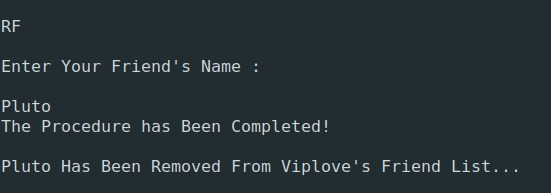 RF
Enter Your Friend's Name :
Pluto
The Procedure has Been Completed!
Pluto Has Been Removed From Viplove's Friend List...